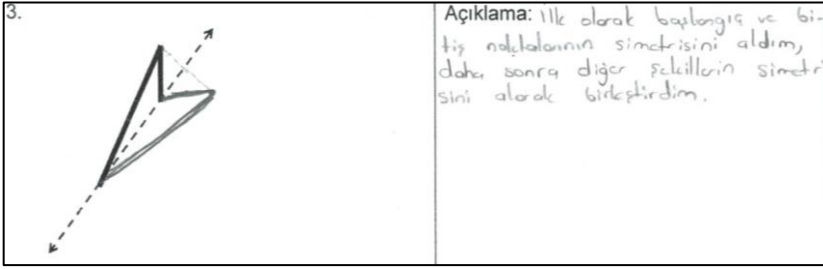 3.
Açıklama: İlk olarak başlangıç ve bi-
tiş noktalarının simetrisini aldım,
daha sonra diğer şekillerin simetri
sini alarak birleştirdim.